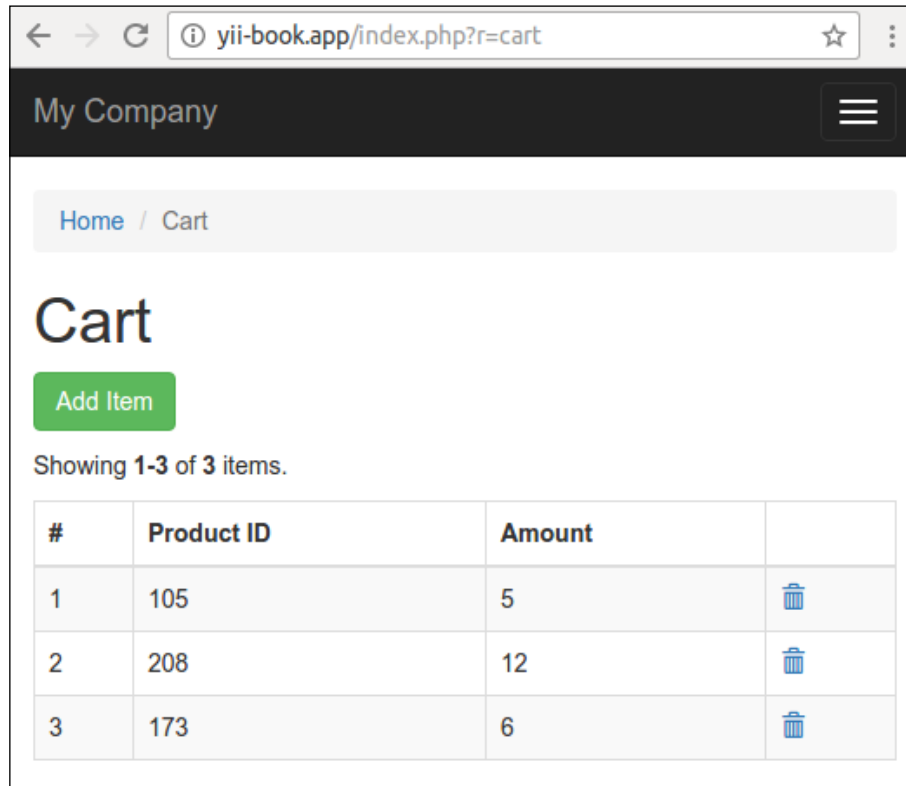 yii-book.app/index.php?r=cart
My Company
Home / Cart
Cart
Add Item
Showing 1-3 of 3 items.
# Product ID Amount
1 105 5
2 208 12
3 173 6